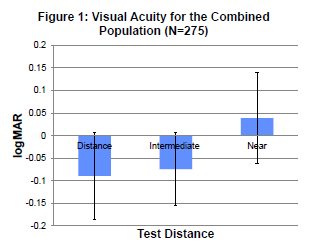 Figure 1: Visual Acuity for the Combined
Population (N=275)
0.2
0.15
0.1
0.05
0
-0.05
-0.1
-0.15
-0.2
logMAR
Distance Intermediate Near
Test Distance